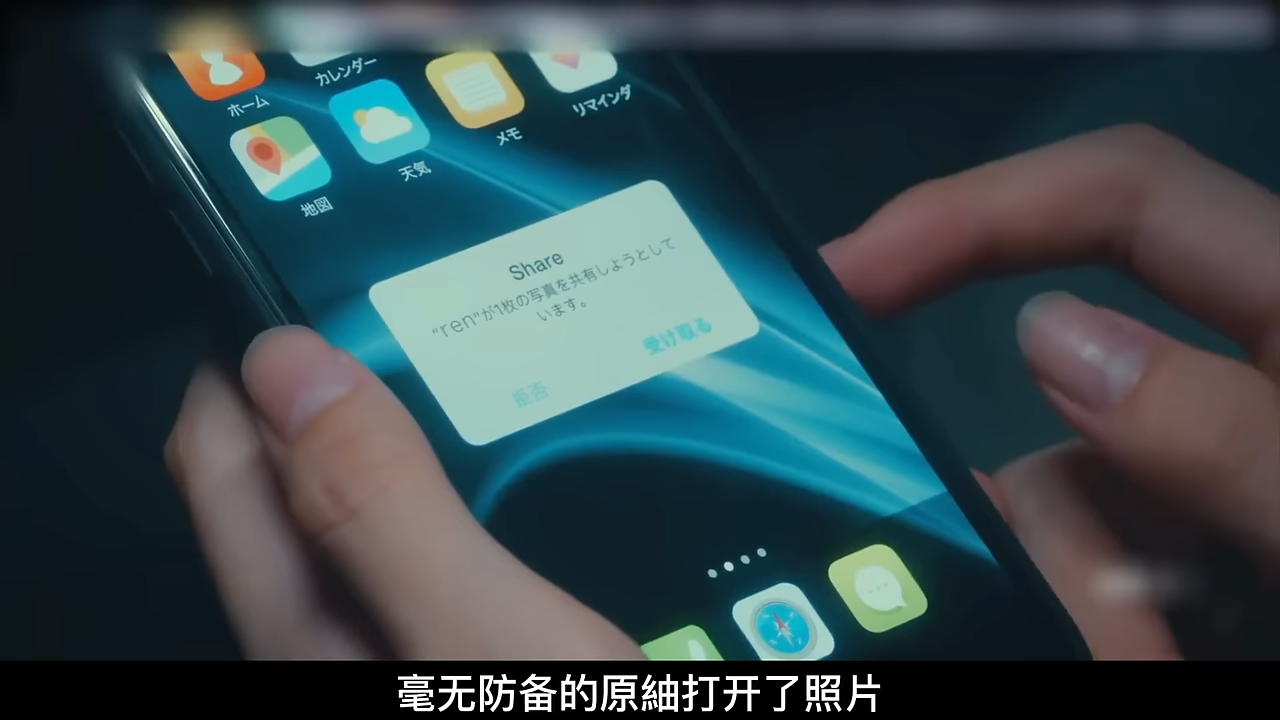 カレンダー
ホーム
リマインダ
メモ
天気
地図
Share
"ren"が1枚の写真を共有しようとして
います。
受け取る
拒否
毫无防备的原紬打开了照片